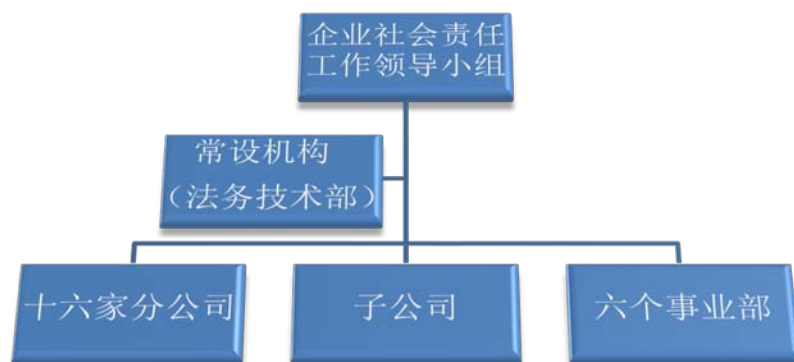 企业社会责任
工作领导小组
常设机构
（法务技术部）
十六家分公司
子公司
六个事业部